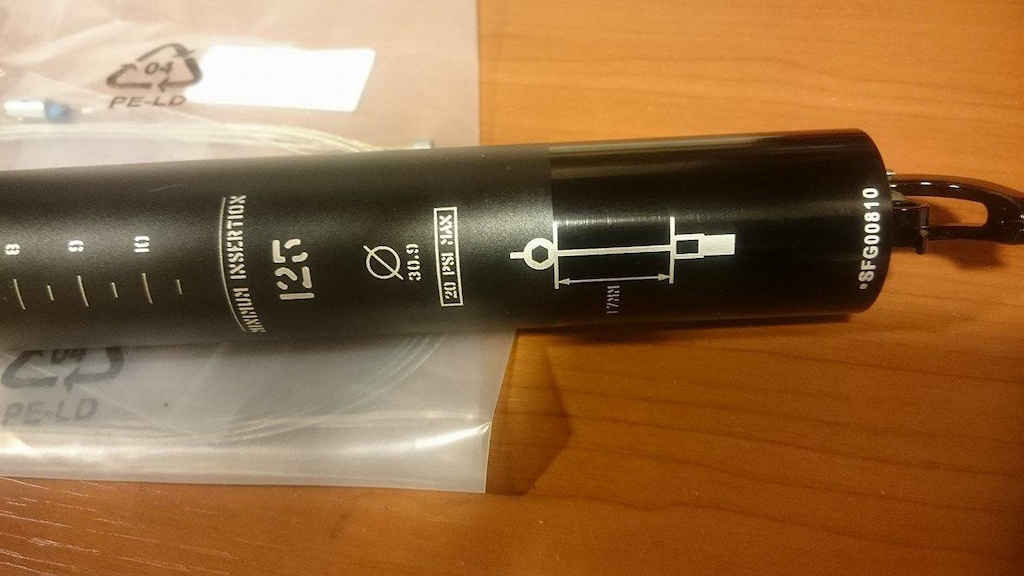 04
PE-LD
8
9
10
MINIMUM INSERTION
125
Ø
30.9
20 PSI MAX
17MM
•SFG00810
04
PE-LD